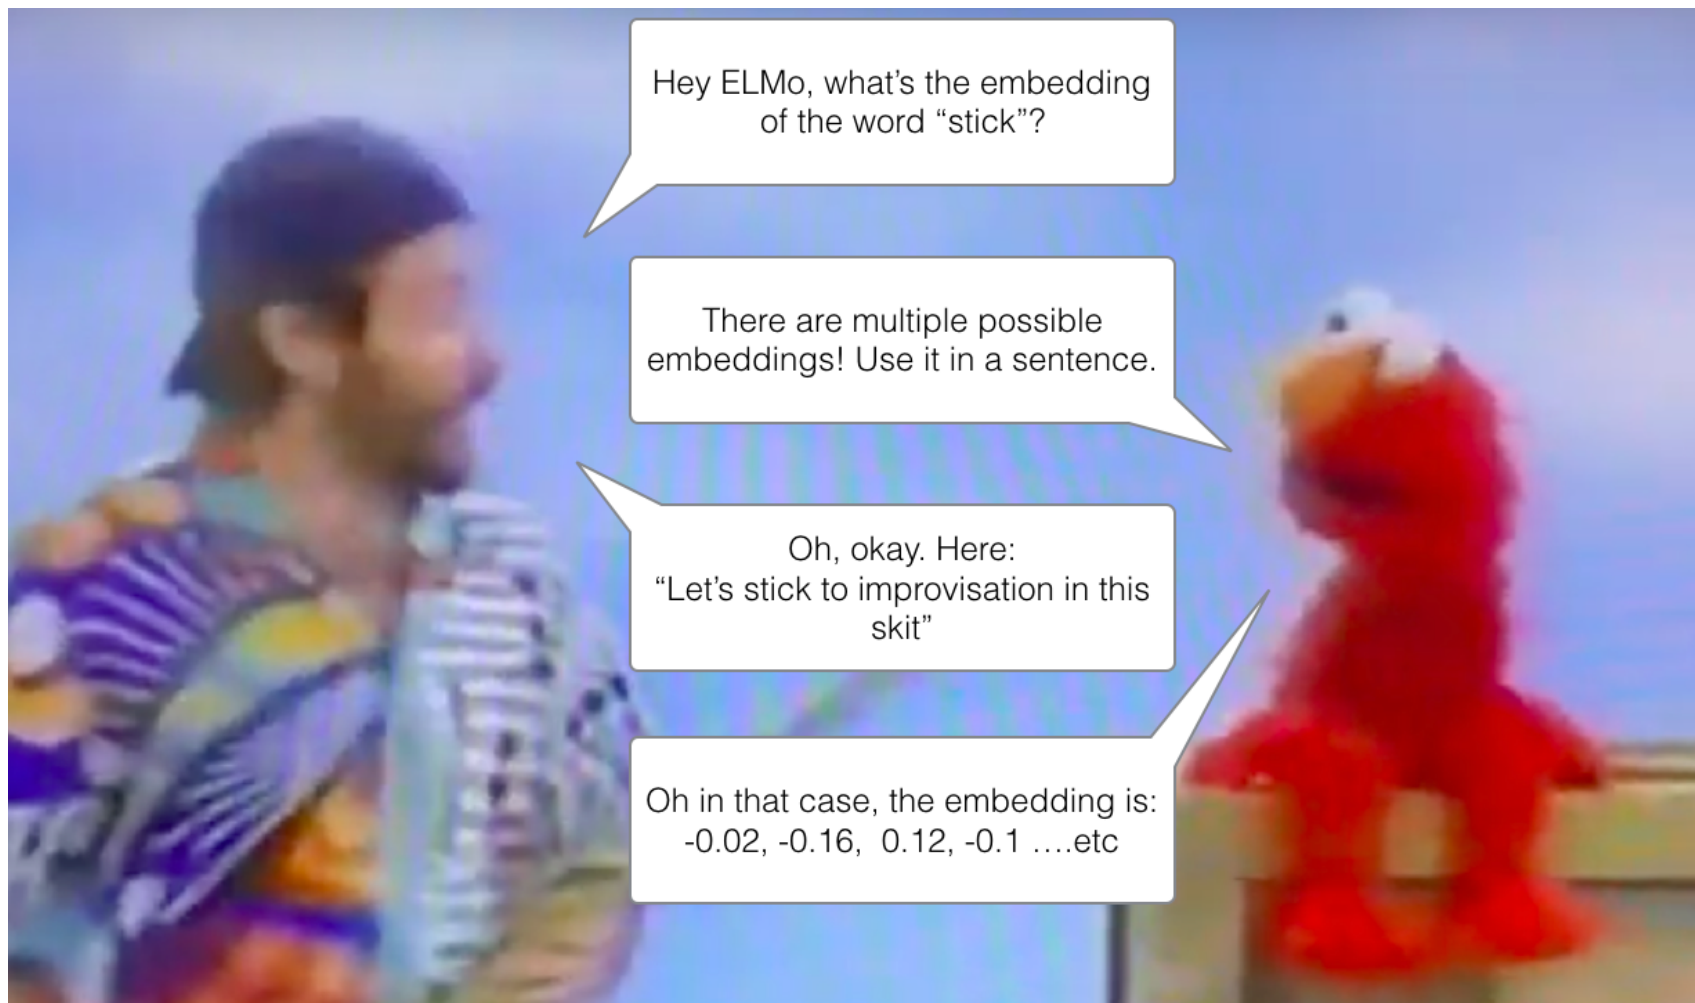 Hey ELMo, what’s the embedding
of the word “stick”?
There are multiple possible
embeddings! Use it in a sentence.
Oh, okay. Here:
“Let’s stick to improvisation in this
skit”
Oh in that case, the embedding is:
-0.02, -0.16,  0.12, -0.1 ….etc